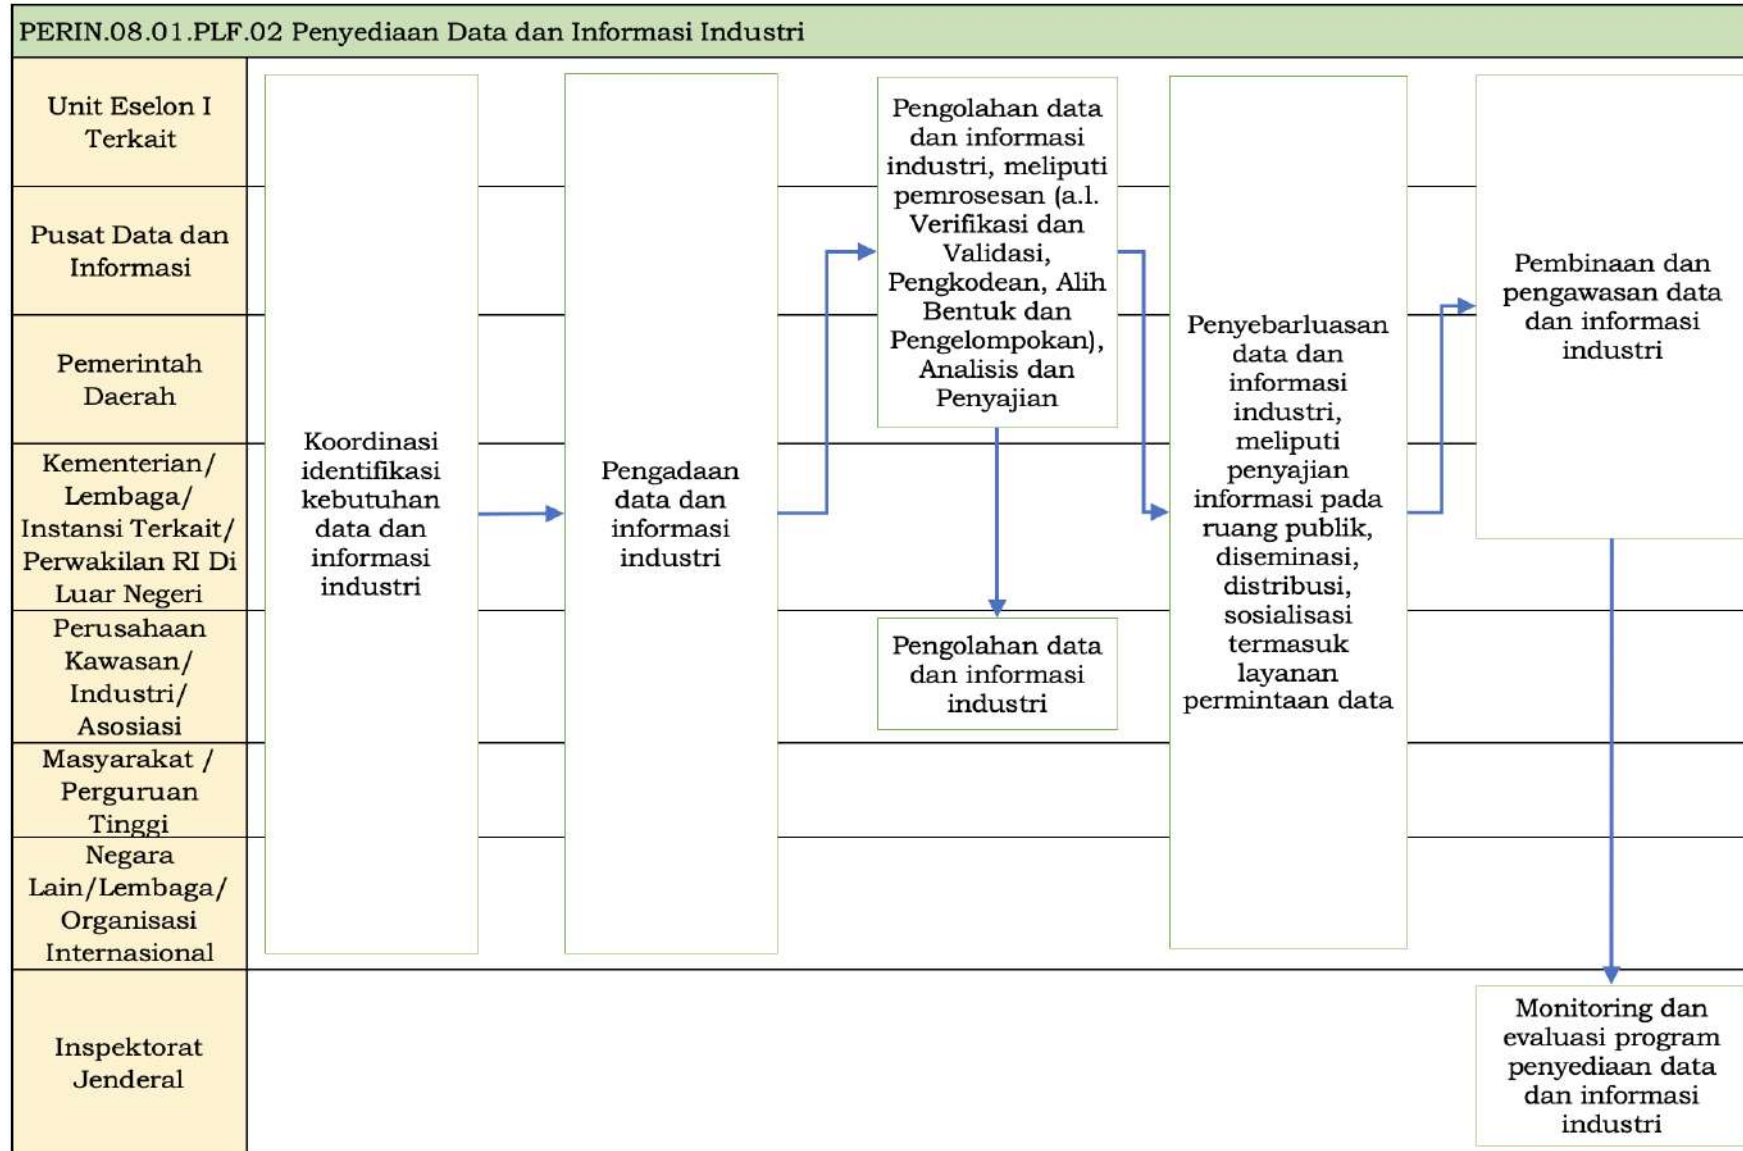 PERIN.08.01.PLF.02 Penyediaan Data dan Informasi Industri
Unit Eselon I
Terkait
Pusat Data dan
Informasi
Pemerintah
Daerah
Kementerian/
Lembaga/
Instansi Terkait/
Perwakilan RI Di
Luar Negeri
Perusahaan
Kawasan/
Industri/
Asosiasi
Masyarakat /
Perguruan
Tinggi
Negara
Lain/Lembaga/
Organisasi
Internasional
Inspektorat
Jenderal
Koordinasi
identifikasi
kebutuhan
data dan
informasi
industri
Pengadaan
data dan
informasi
industri
Pengolahan data
dan informasi
industri, meliputi
pemrosesan (a.l.
Verifikasi dan
Validasi,
Pengkodean, Alih
Bentuk dan
Pengelompokan),
Analisis dan
Penyajian
Pengolahan data
dan informasi
industri
Penyebarluasan
data dan
informasi
industri,
meliputi
penyajian
informasi pada
ruang publik,
diseminasi,
distribusi,
sosialisasi
termasuk
layanan
permintaan data
Pembinaan dan
pengawasan data
dan informasi
industri
Monitoring dan
evaluasi program
penyediaan data
dan informasi
industri